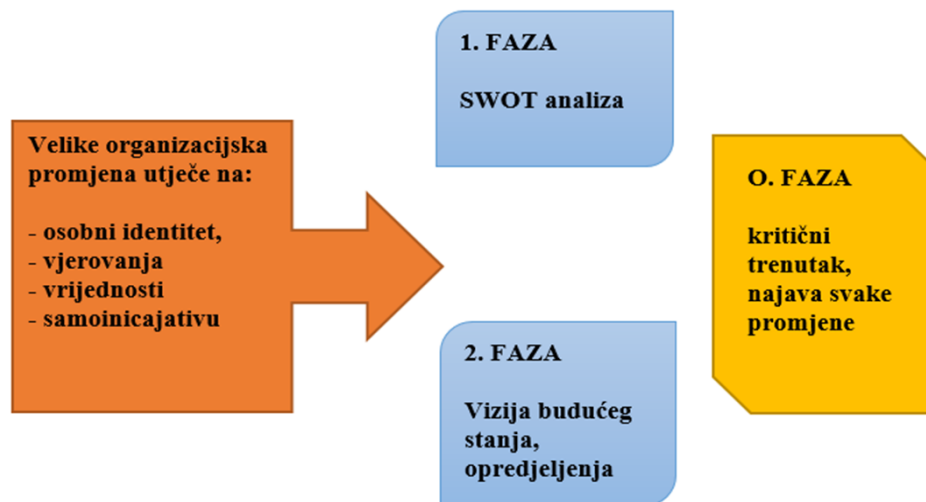 Velike organizacijska
promjena utječe na:
- osobni identitet,
- vjerovanja
- vrijednosti
- samoinicajativu
1. FAZA
SWOT analiza
2. FAZA
Vizija budućeg
stanja,
opredjeljenja
O. FAZA
kritični
trenutak,
najava svake
promjene